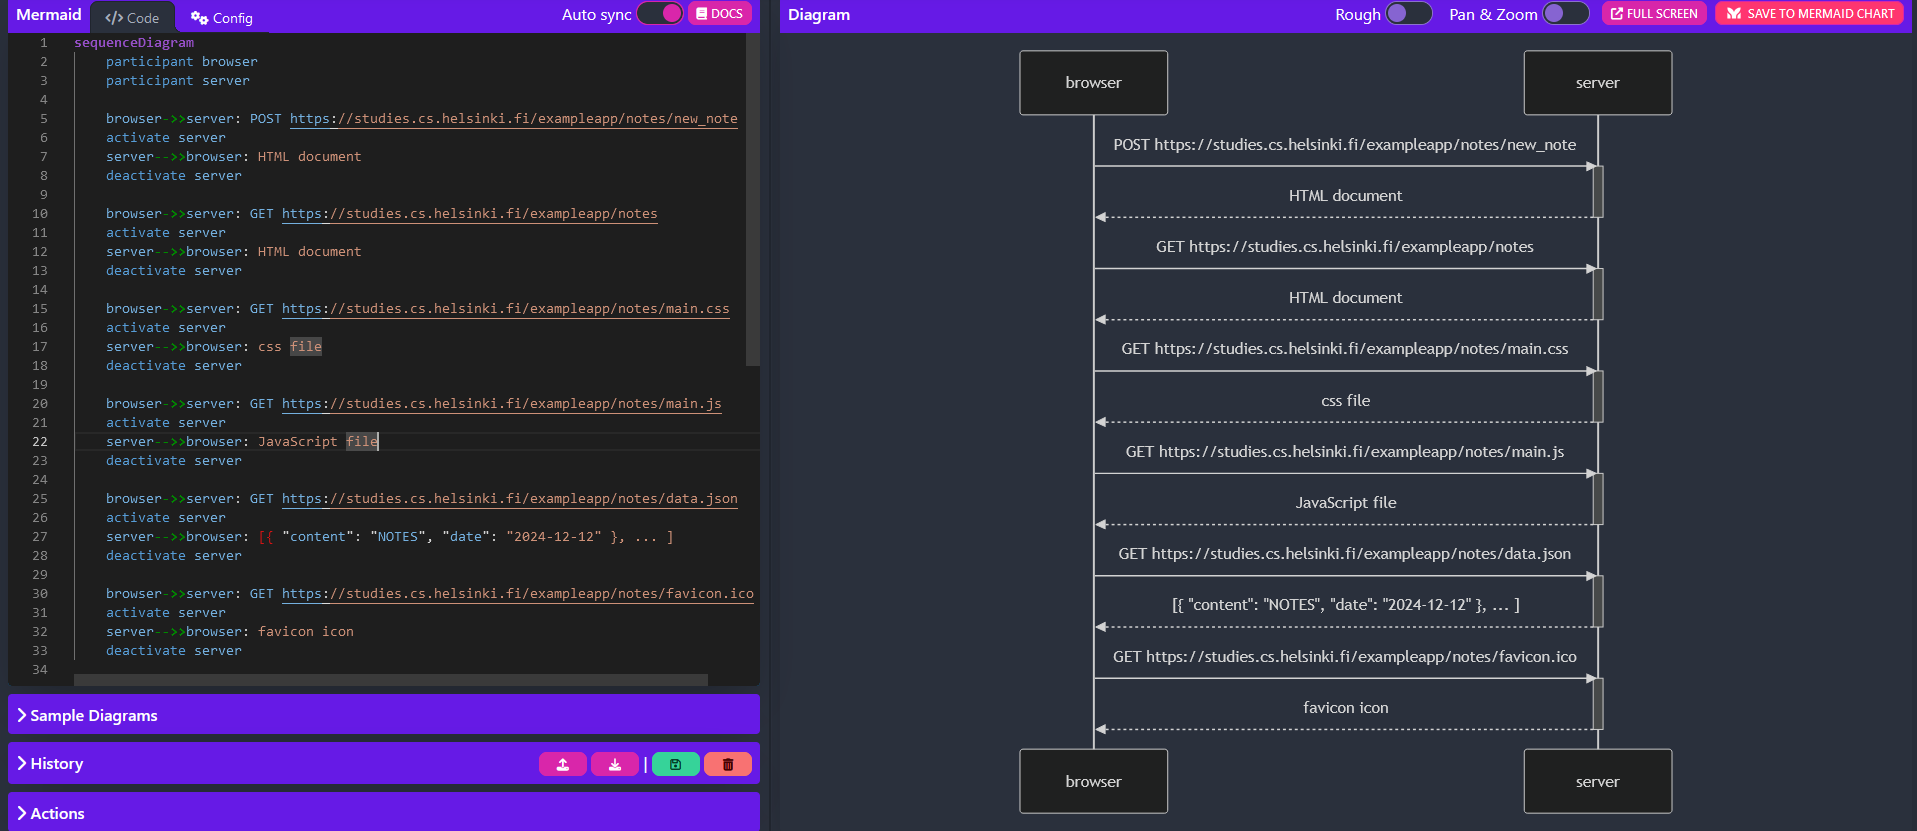 Mermaid
Code
Config
Auto sync
DOCS
1 sequenceDiagram
2 participant browser
3 participant server
4
5 browser->>server: POST https://studies.cs.helsinki.fi/exampleapp/notes/new_note
6 activate server
7 server-->>browser: HTML document
8 deactivate server
9
10 browser->>server: GET https://studies.cs.helsinki.fi/exampleapp/notes
11 activate server
12 server-->>browser: HTML document
13 deactivate server
14
15 browser->>server: GET https://studies.cs.helsinki.fi/exampleapp/notes/main.css
16 activate server
17 server-->>browser: css file
18 deactivate server
19
20 browser->>server: GET https://studies.cs.helsinki.fi/exampleapp/notes/main.js
21 activate server
22 server-->>browser: JavaScript file
23 deactivate server
24
25 browser->>server: GET https://studies.cs.helsinki.fi/exampleapp/notes/data.json
26 activate server
27 server-->>browser: [{ "content": "NOTES", "date": "2024-12-12" }, ... ]
28 deactivate server
29
30 browser->>server: GET https://studies.cs.helsinki.fi/exampleapp/notes/favicon.ico
31 activate server
32 server-->>browser: favicon icon
33 deactivate server
34
Sample Diagrams
History
Actions
Diagram
Rough
Pan & Zoom
FULL SCREEN
SAVE TO MERMAID CHART
browser
server
POST https://studies.cs.helsinki.fi/exampleapp/notes/new_note
HTML document
GET https://studies.cs.helsinki.fi/exampleapp/notes
HTML document
GET https://studies.cs.helsinki.fi/exampleapp/notes/main.css
css file
GET https://studies.cs.helsinki.fi/exampleapp/notes/main.js
JavaScript file
GET https://studies.cs.helsinki.fi/exampleapp/notes/data.json
[{ "content": "NOTES", "date": "2024-12-12" }, ... ]
GET https://studies.cs.helsinki.fi/exampleapp/notes/favicon.ico
favicon icon
browser
server